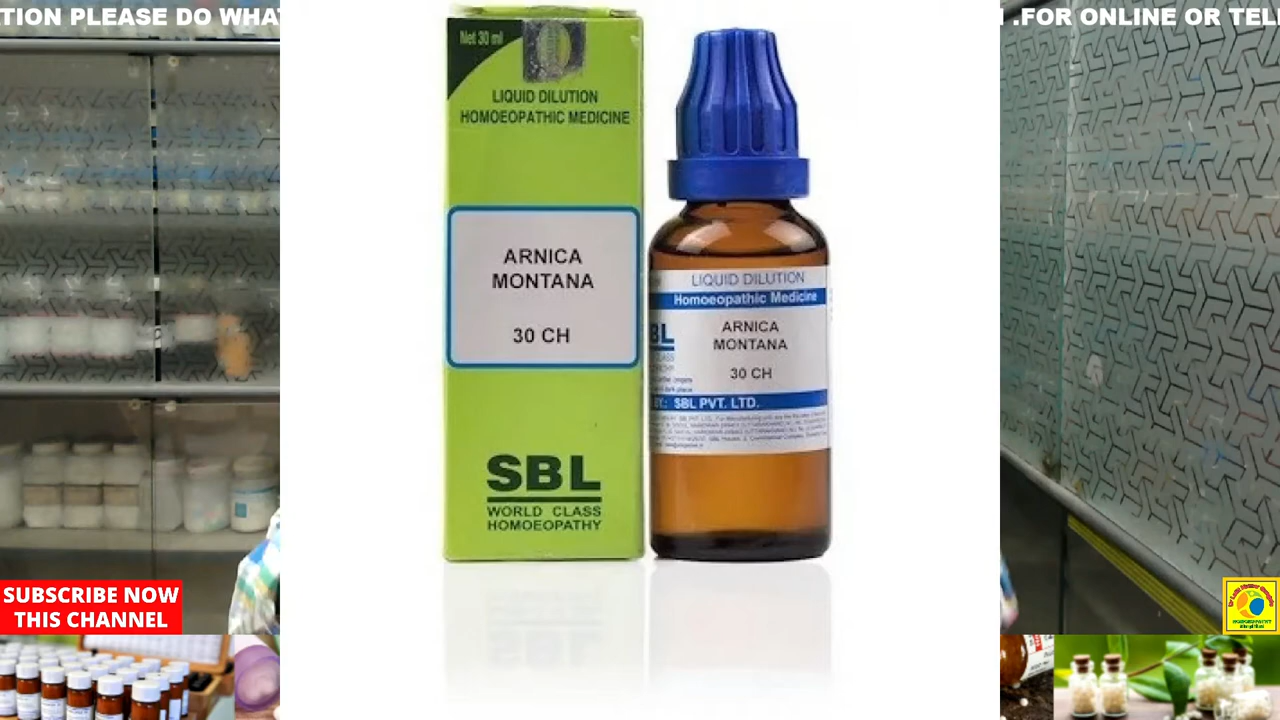 TION PLEASE DO WHA
.FOR ONLINE OR TEL
Net 30 ml
LIQUID DILUTION
HOMOEOPATHIC MEDICINE
ARNICA
MONTANA
30 CH
SBL
WORLD CLASS
HOMOEOPATHY
LIQUID DILUTION
Homoeopathic Medicine
BL
ARNICA
MONTANA
30 CH
BY: SBL PVT. LTD.
SUBSCRIBE NOW
THIS CHANNEL